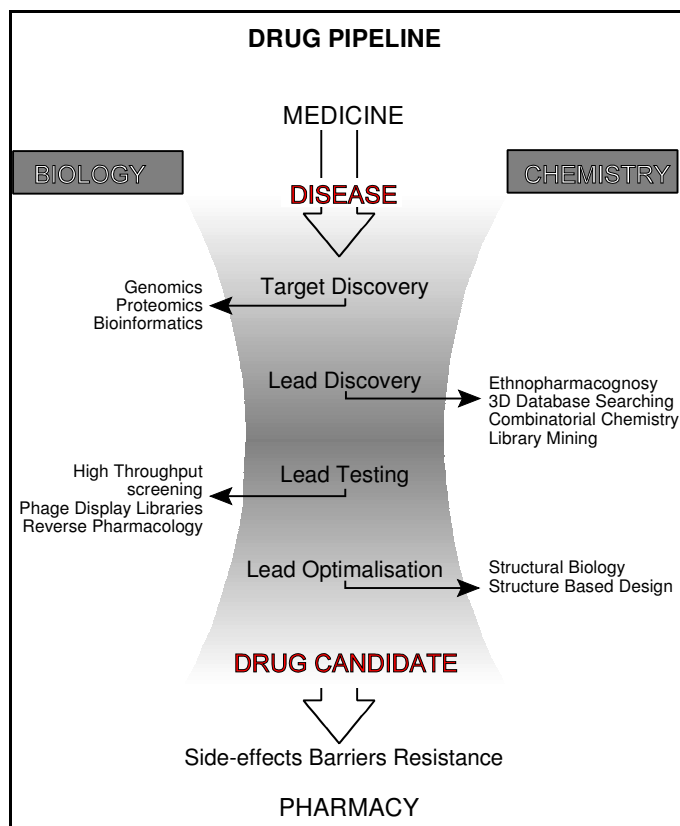 DRUG PIPELINE
MEDICINE
BIOLOGY
CHEMISTRY
DISEASE
Target Discovery
Genomics
Proteomics
Bioinformatics
Lead Discovery
Ethnopharmacognosy
3D Database Searching
Combinatorial Chemistry
Library Mining
Lead Testing
High Throughput
screening
Phage Display Libraries
Reverse Pharmacology
Lead Optimalisation
Structural Biology
Structure Based Design
DRUG CANDIDATE
Side-effects Barriers Resistance
PHARMACY